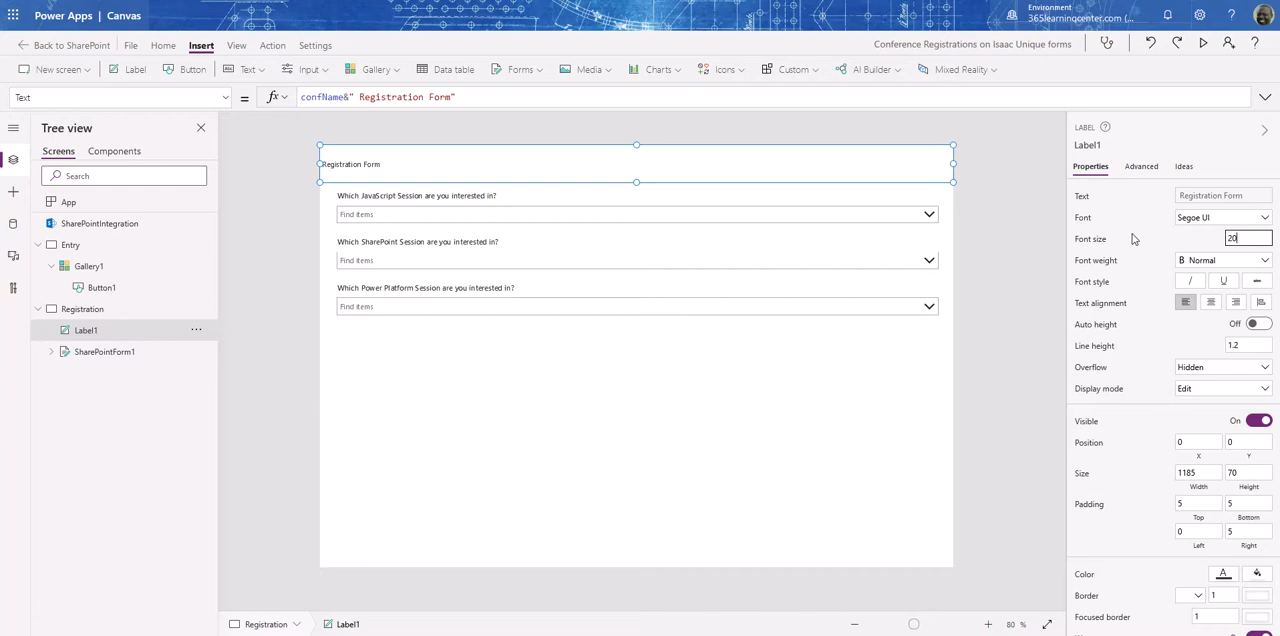 Power Apps | Canvas
Environment
365learningcenter.com (...
Back to SharePoint
File
Home
Insert
View
Action
Settings
Conference Registrations on Isaac Unique forms
New screen
Label
Button
Text
Input
Gallery
Data table
Forms
Media
Charts
Icons
Custom
AI Builder
Mixed Reality
Text
= fx
confName&" Registration Form"
Tree view
Screens
Components
Search
App
SharePointIntegration
Entry
Gallery1
Button1
Registration
Label1
...
SharePointForm1
Registration Form
Which JavaScript Session are you interested in?
Find items
Which SharePoint Session are you interested in?
Find items
Which Power Platform Session are you interested in?
Find items
LABEL
Label1
Properties
Advanced
Ideas
Text
Registration Form
Font
Segoe UI
Font size
20
Font weight
B Normal
Font style
Text alignment
Auto height
Off
Line height
1.2
Overflow
Hidden
Display mode
Edit
Visible
On
Position
0
0
X
Y
Size
1185
70
Width
Height
Padding
5
5
Top
Bottom
0
5
Left
Right
Color
A
Border
1
Focused border
1
Registration
Label1
80 %